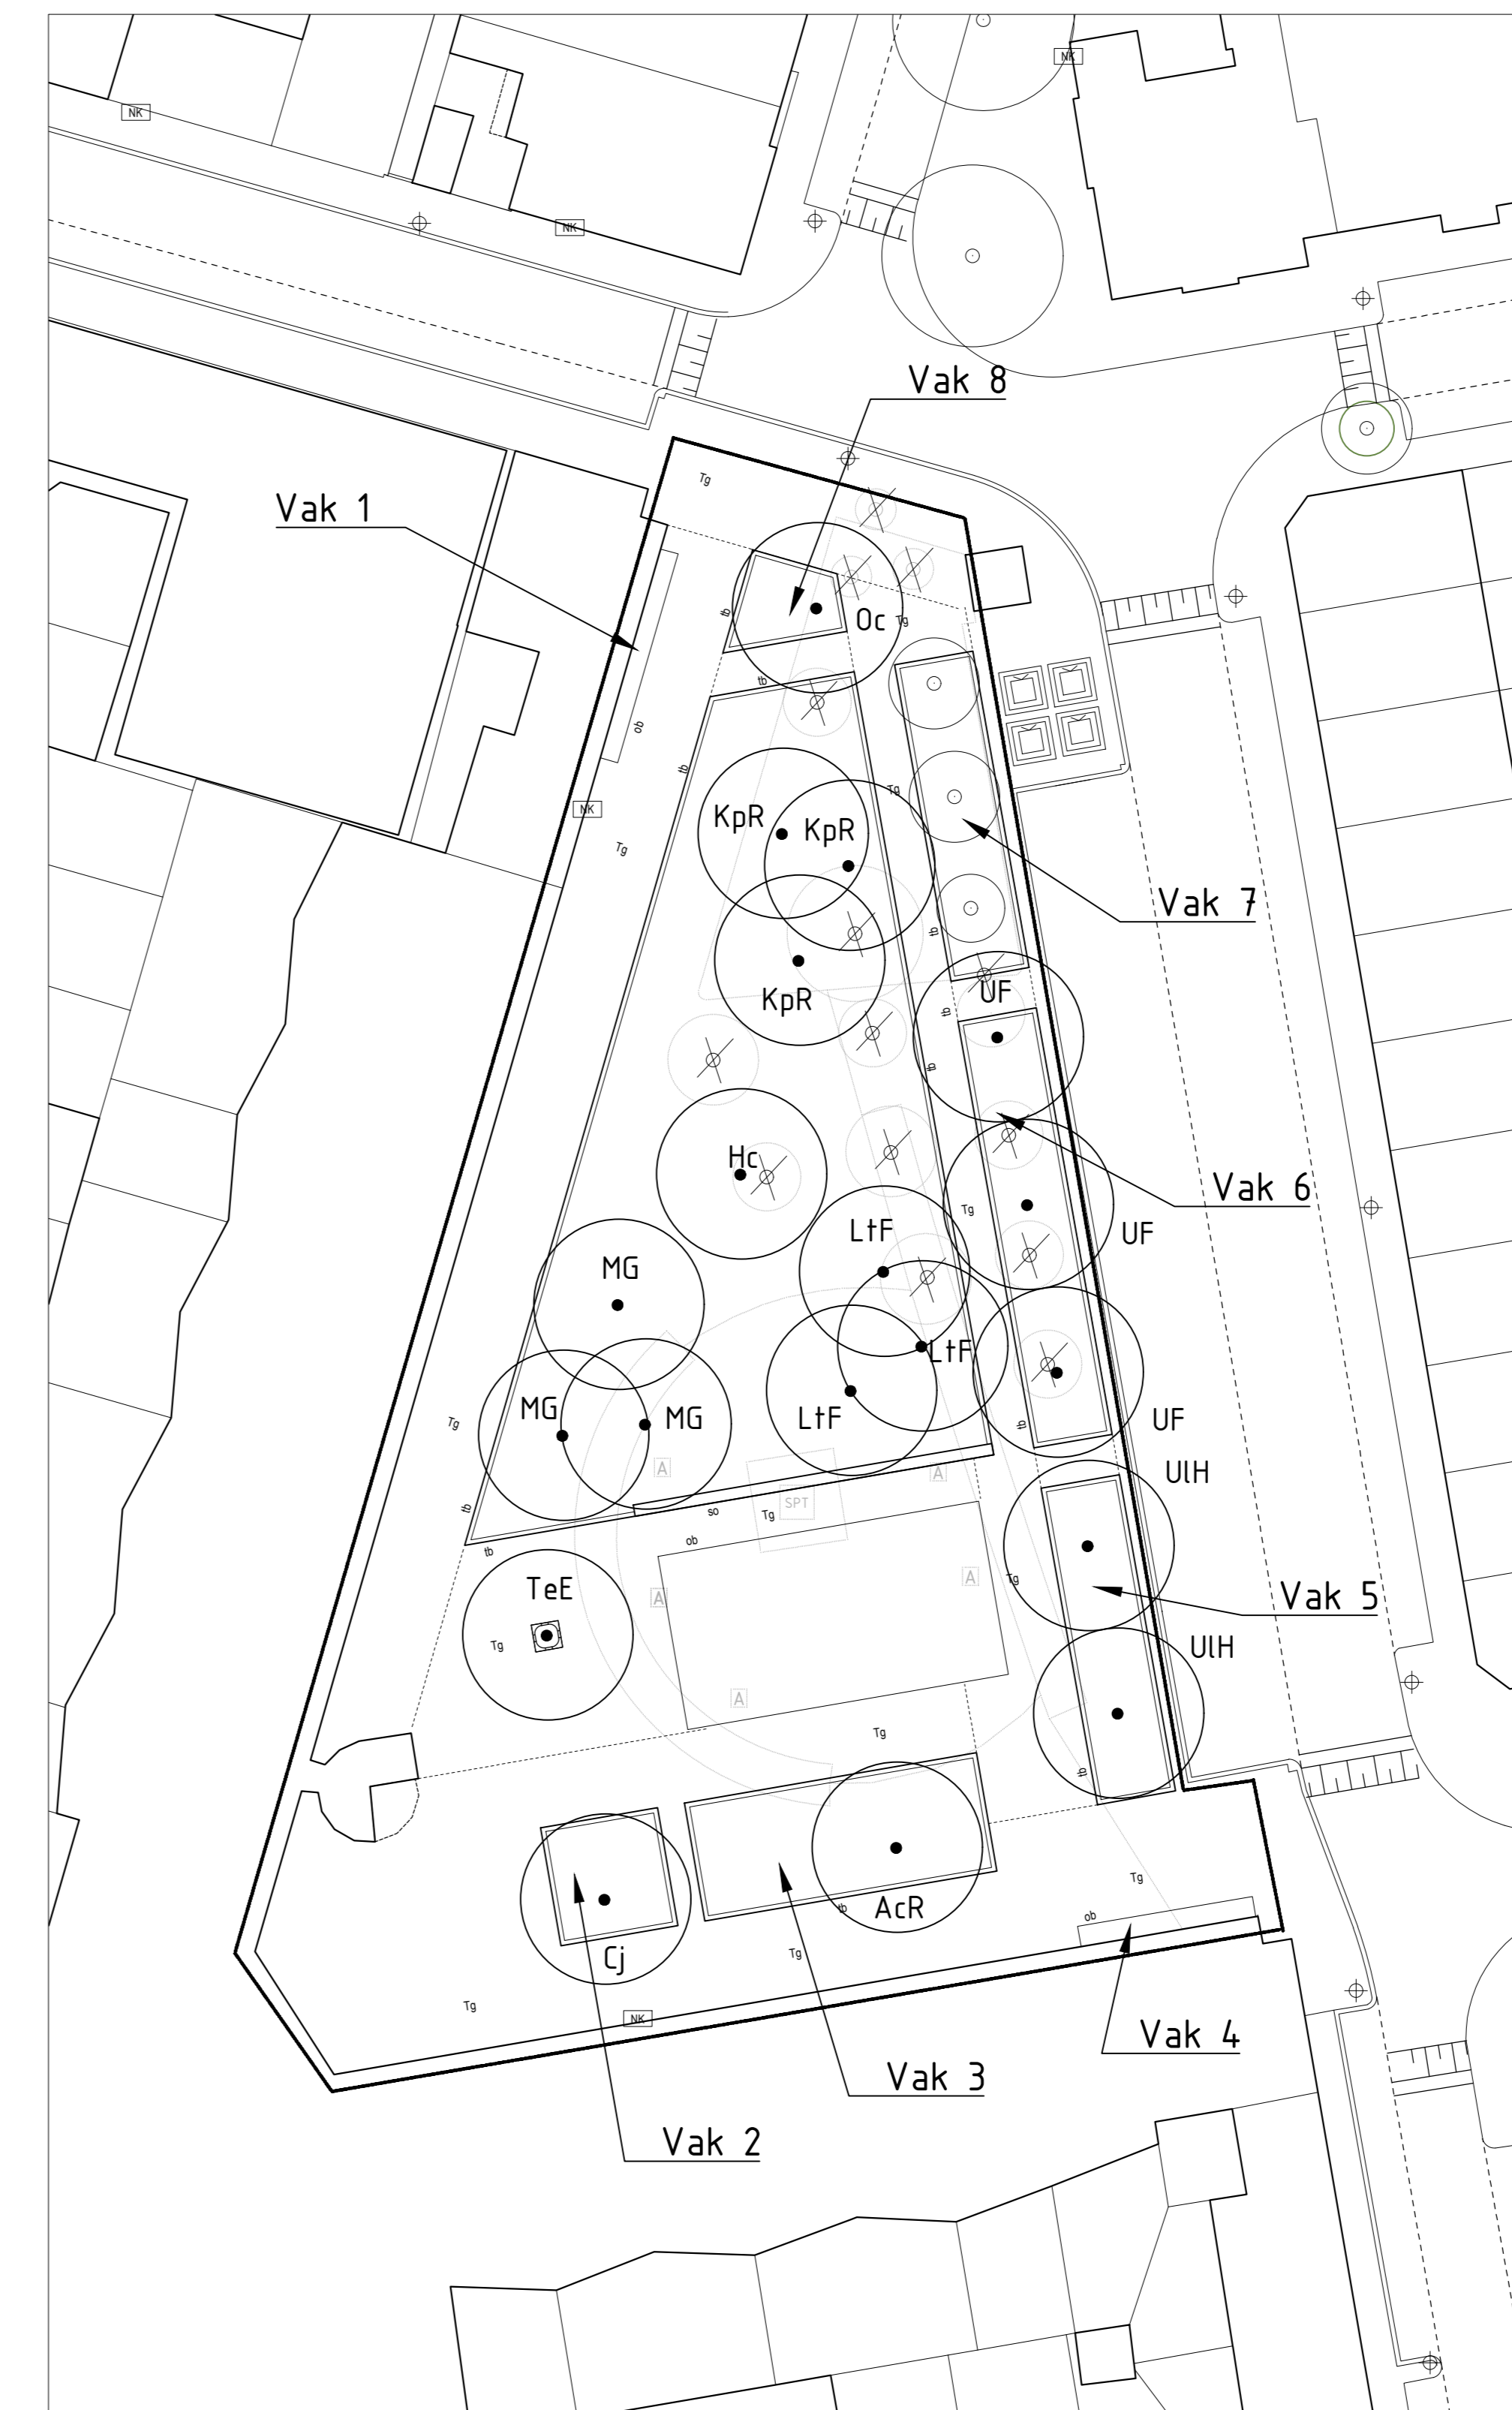 NK
NK
NK
Vak 8
Tg
Vak 1
tb
Oc
Tg
tb
ob
tb
Tg
NK
KpR
KpR
Tg
Vak 7
tb
KpR
UF
tb
tb
Hc
Vak 6
Tg
LtF
UF
MG
LtF
MG
MG
LtF
UF
Tg
tb
A
A
UlH
tb
SPT
so
Tg
tb
ob
TeE
A
A
Tg
Vak 5
Tg
UlH
A
Tg
tb
Tg
tb
AcR
ob
Cj
Tg
Tg
NK
Vak 4
Vak 3
Vak 2